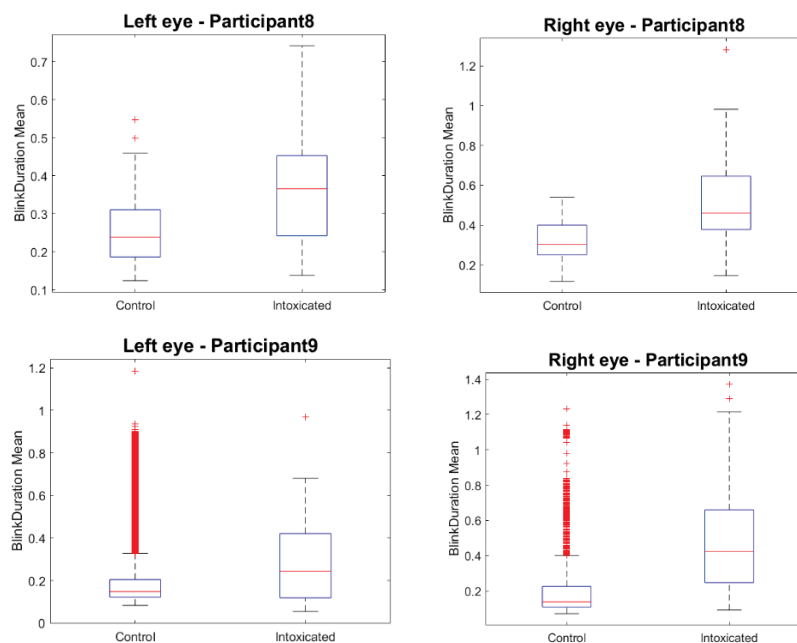 Left eye - Participant8
BlinkDuration Mean
0.7
0.6
0.5
0.4
0.3
0.2
0.1
Control Intoxicated
Right eye - Participant8
BlinkDuration Mean
1.2
1
0.8
0.6
0.4
0.2
Control Intoxicated
Left eye - Participant9
BlinkDuration Mean
1.2
1
0.8
0.6
0.4
0.2
0
Control Intoxicated
Right eye - Participant9
BlinkDuration Mean
1.4
1.2
1
0.8
0.6
0.4
0.2
Control Intoxicated